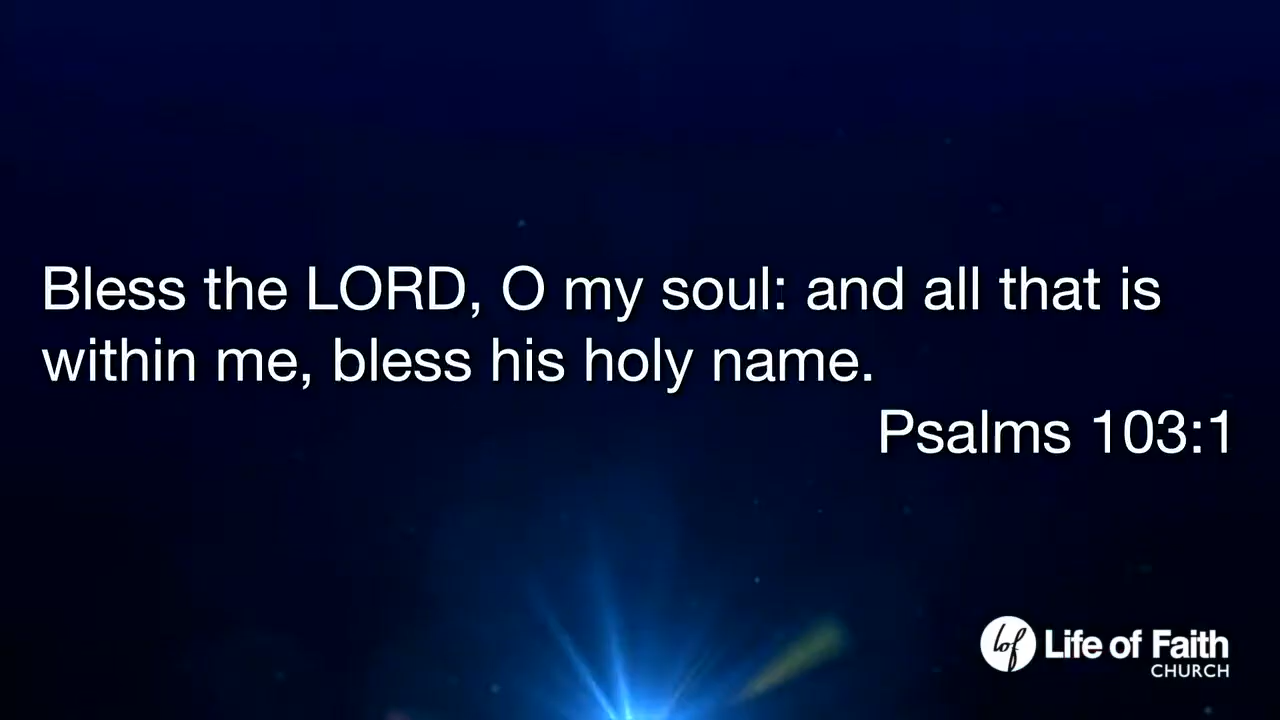 Bless the LORD, O my soul: and all that is
within me, bless his holy name.
Psalms 103:1
lof Life of Faith
CHURCH